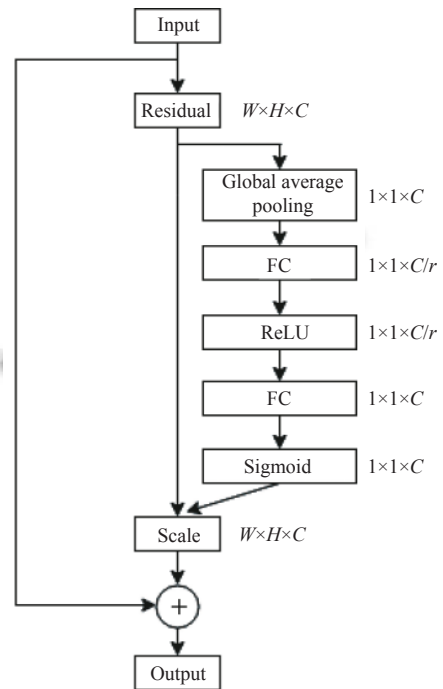 Input
Residual W×H×C
Global average
pooling
1×1×C
FC 1×1×C/r
ReLU 1×1×C/r
FC 1×1×C
Sigmoid 1×1×C
Scale W×H×C
+
Output